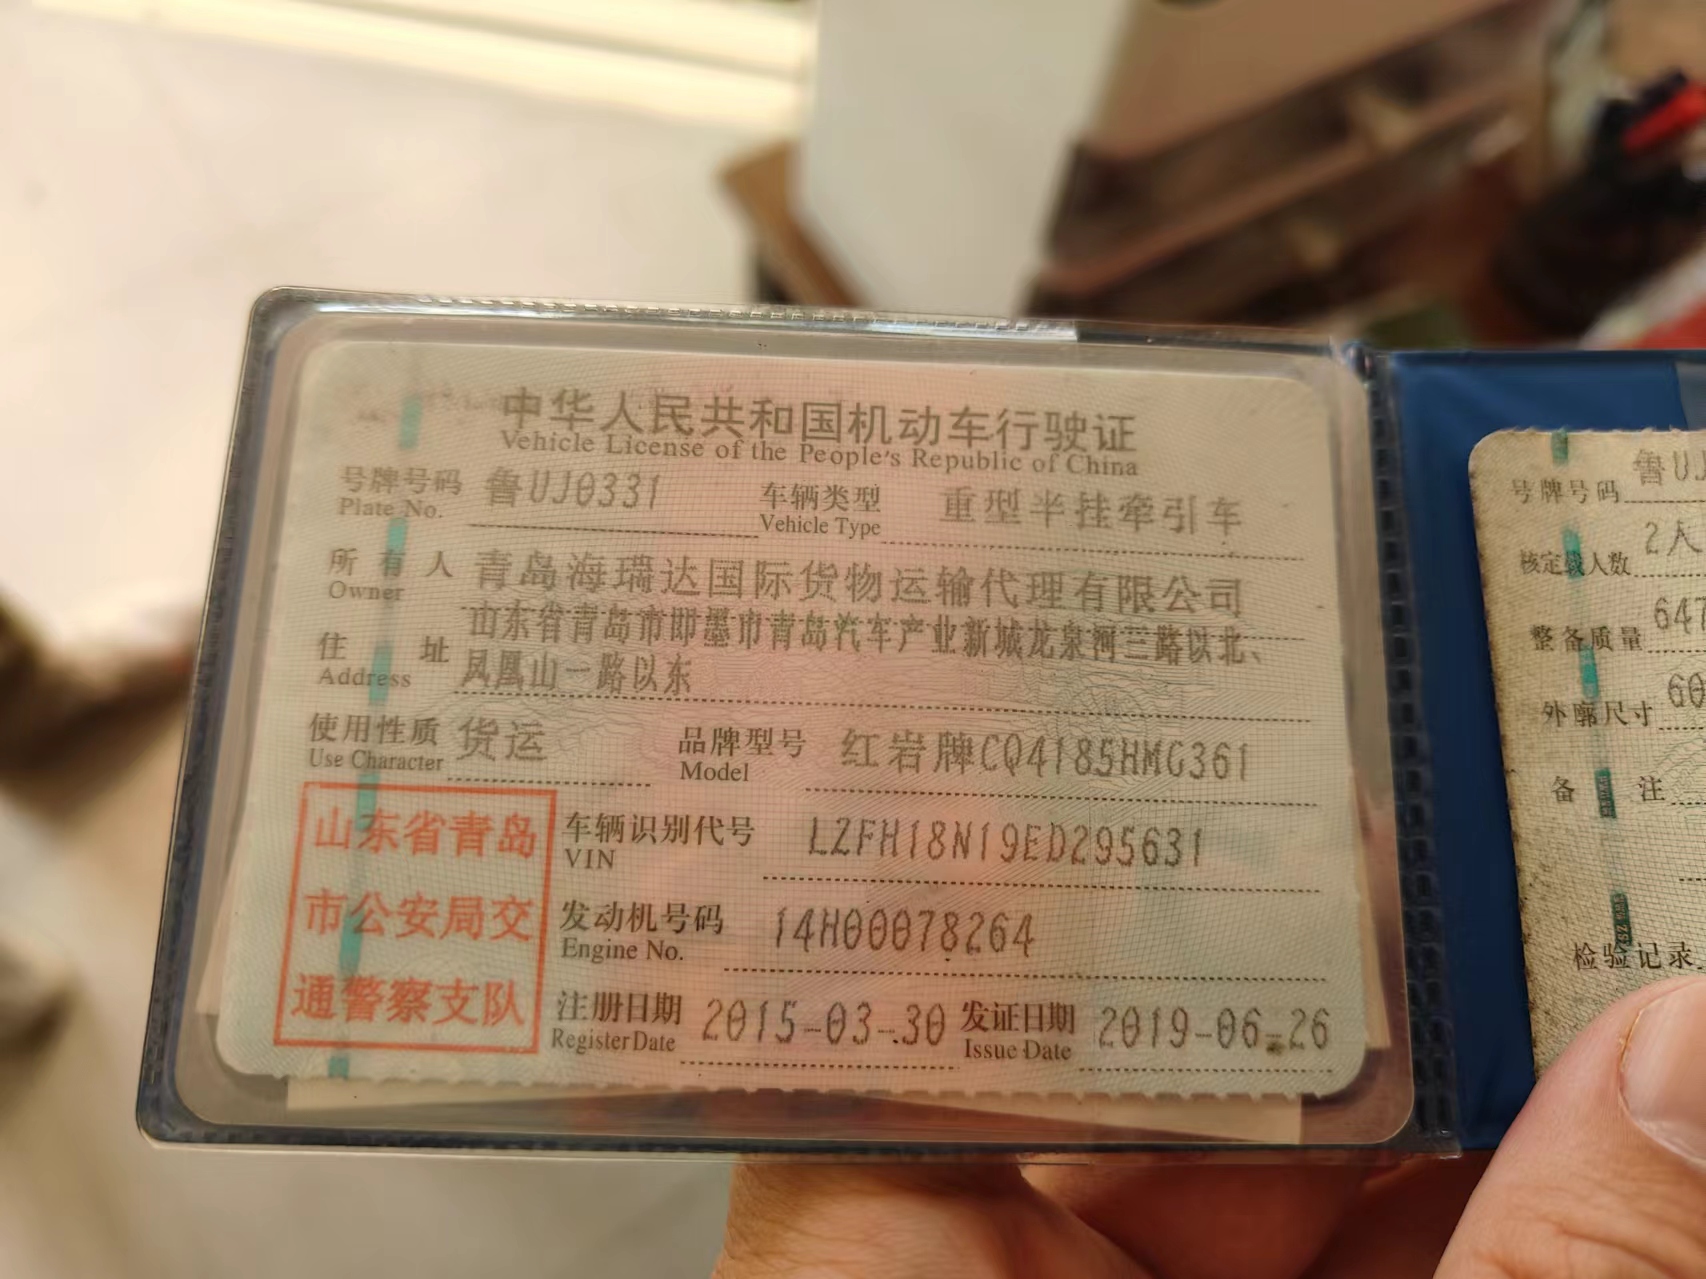 中华人民共和国机动车行驶证
Vehicle License of the People's Republic of China
号牌号码 鲁UJ0331 车辆类型 重型半挂牵引车
Plate No. Vehicle Type
所有人 青岛海瑞达国际货物运输代理有限公司
Owner
住址 山东省青岛市即墨市青岛汽车产业新城龙泉河三路以北、
Address 凤凰山一路以东
使用性质 货运 品牌型号 红岩牌CQ4185HMG361
Use Character Model
山东省青岛
市公安局交
通警察支队
车辆识别代号 LZFH18N19ED295631
VIN
发动机号码 14H00078264
Engine No.
注册日期 2015-03-30 发证日期 2019-06-26
Register Date Issue Date
号牌号码 鲁UJ
核定载人数 2人
整备质量 647
外廓尺寸 60
备注
检验记录